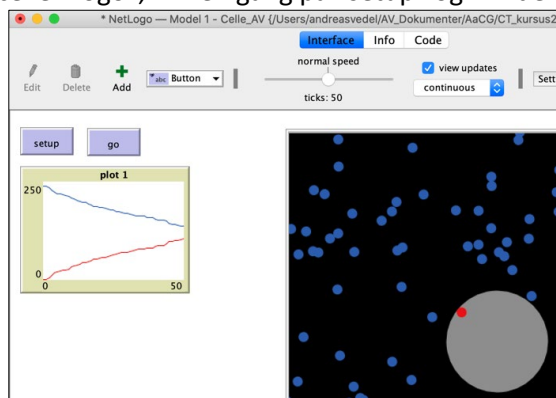 * NetLogo — Model 1 - Celle_AV {/Users/andreasvedel/AV_Dokumenter/AaCG/CT_kursus2
Interface Info Code
normal speed
Edit Delete Add
abc Button
view updates
continuous
ticks: 50
setup go
plot 1
250
0
0 50